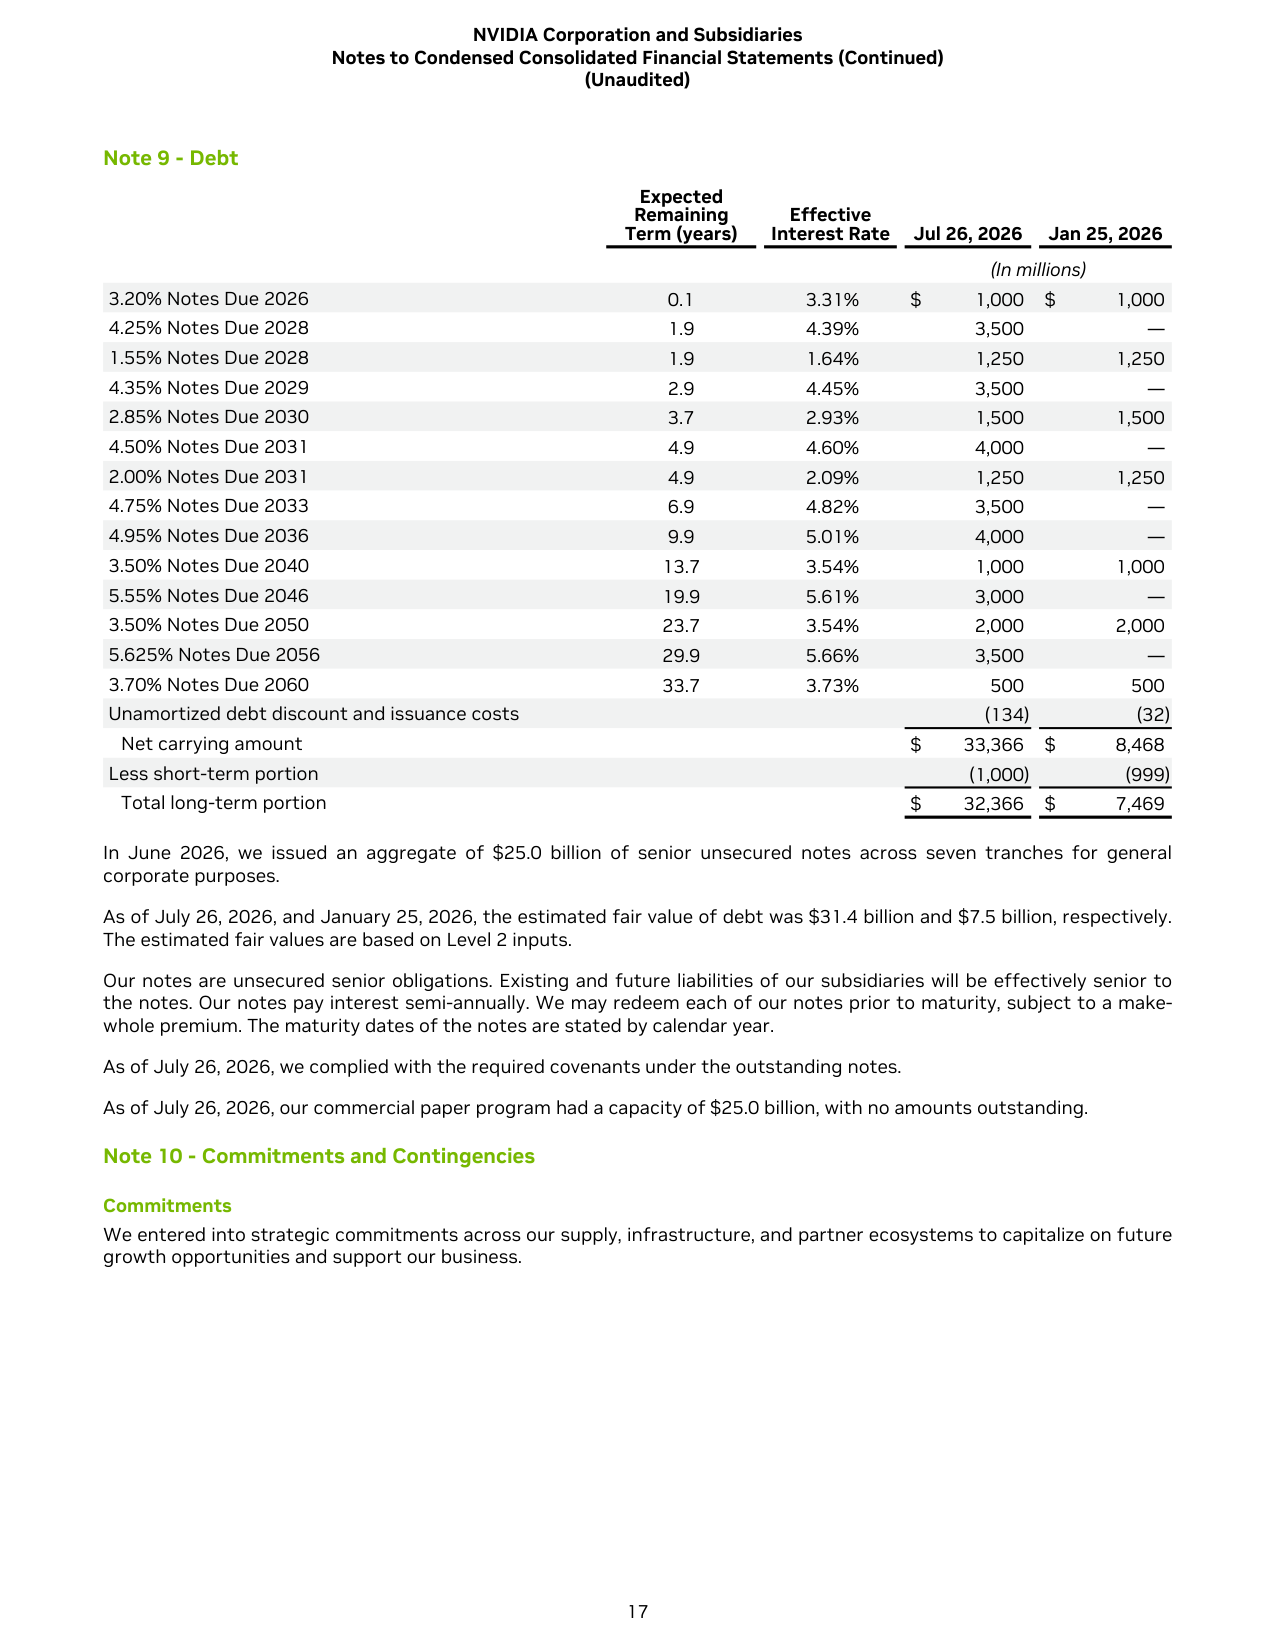 NVIDIA Corporation and Subsidiaries
Notes to Condensed Consolidated Financial Statements (Continued)
(Unaudited)
Note 9 - Debt
Expected Remaining Term (years) Effective Interest Rate Jul 26, 2026 Jan 25, 2026
(In millions)
3.20% Notes Due 2026 0.1 3.31% $ 1,000 $ 1,000
4.25% Notes Due 2028 1.9 4.39% 3,500 —
1.55% Notes Due 2028 1.9 1.64% 1,250 1,250
4.35% Notes Due 2029 2.9 4.45% 3,500 —
2.85% Notes Due 2030 3.7 2.93% 1,500 1,500
4.50% Notes Due 2031 4.9 4.60% 4,000 —
2.00% Notes Due 2031 4.9 2.09% 1,250 1,250
4.75% Notes Due 2033 6.9 4.82% 3,500 —
4.95% Notes Due 2036 9.9 5.01% 4,000 —
3.50% Notes Due 2040 13.7 3.54% 1,000 1,000
5.55% Notes Due 2046 19.9 5.61% 3,000 —
3.50% Notes Due 2050 23.7 3.54% 2,000 2,000
5.625% Notes Due 2056 29.9 5.66% 3,500 —
3.70% Notes Due 2060 33.7 3.73% 500 500
Unamortized debt discount and issuance costs (134) (32)
Net carrying amount $ 33,366 $ 8,468
Less short-term portion (1,000) (999)
Total long-term portion $ 32,366 $ 7,469
In June 2026, we issued an aggregate of $25.0 billion of senior unsecured notes across seven tranches for general
corporate purposes.
As of July 26, 2026, and January 25, 2026, the estimated fair value of debt was $31.4 billion and $7.5 billion, respectively.
The estimated fair values are based on Level 2 inputs.
Our notes are unsecured senior obligations. Existing and future liabilities of our subsidiaries will be effectively senior to
the notes. Our notes pay interest semi-annually. We may redeem each of our notes prior to maturity, subject to a make-
whole premium. The maturity dates of the notes are stated by calendar year.
As of July 26, 2026, we complied with the required covenants under the outstanding notes.
As of July 26, 2026, our commercial paper program had a capacity of $25.0 billion, with no amounts outstanding.
Note 10 - Commitments and Contingencies
Commitments
We entered into strategic commitments across our supply, infrastructure, and partner ecosystems to capitalize on future
growth opportunities and support our business.
17